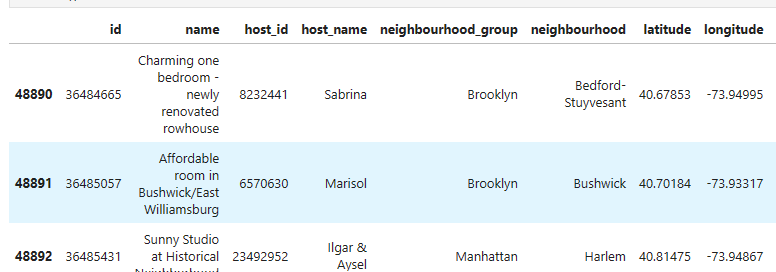 id name host_id host_name neighbourhood_group neighbourhood latitude longitude
48890 36484665 Charming one bedroom - newly renovated rowhouse 8232441 Sabrina Brooklyn Bedford-Stuyvesant 40.67853 -73.94995
48891 36485057 Affordable room in Bushwick/East Williamsburg 6570630 Marisol Brooklyn Bushwick 40.70184 -73.93317
48892 36485431 Sunny Studio at Historical 23492952 Ilgar & Aysel Manhattan Harlem 40.81475 -73.94867